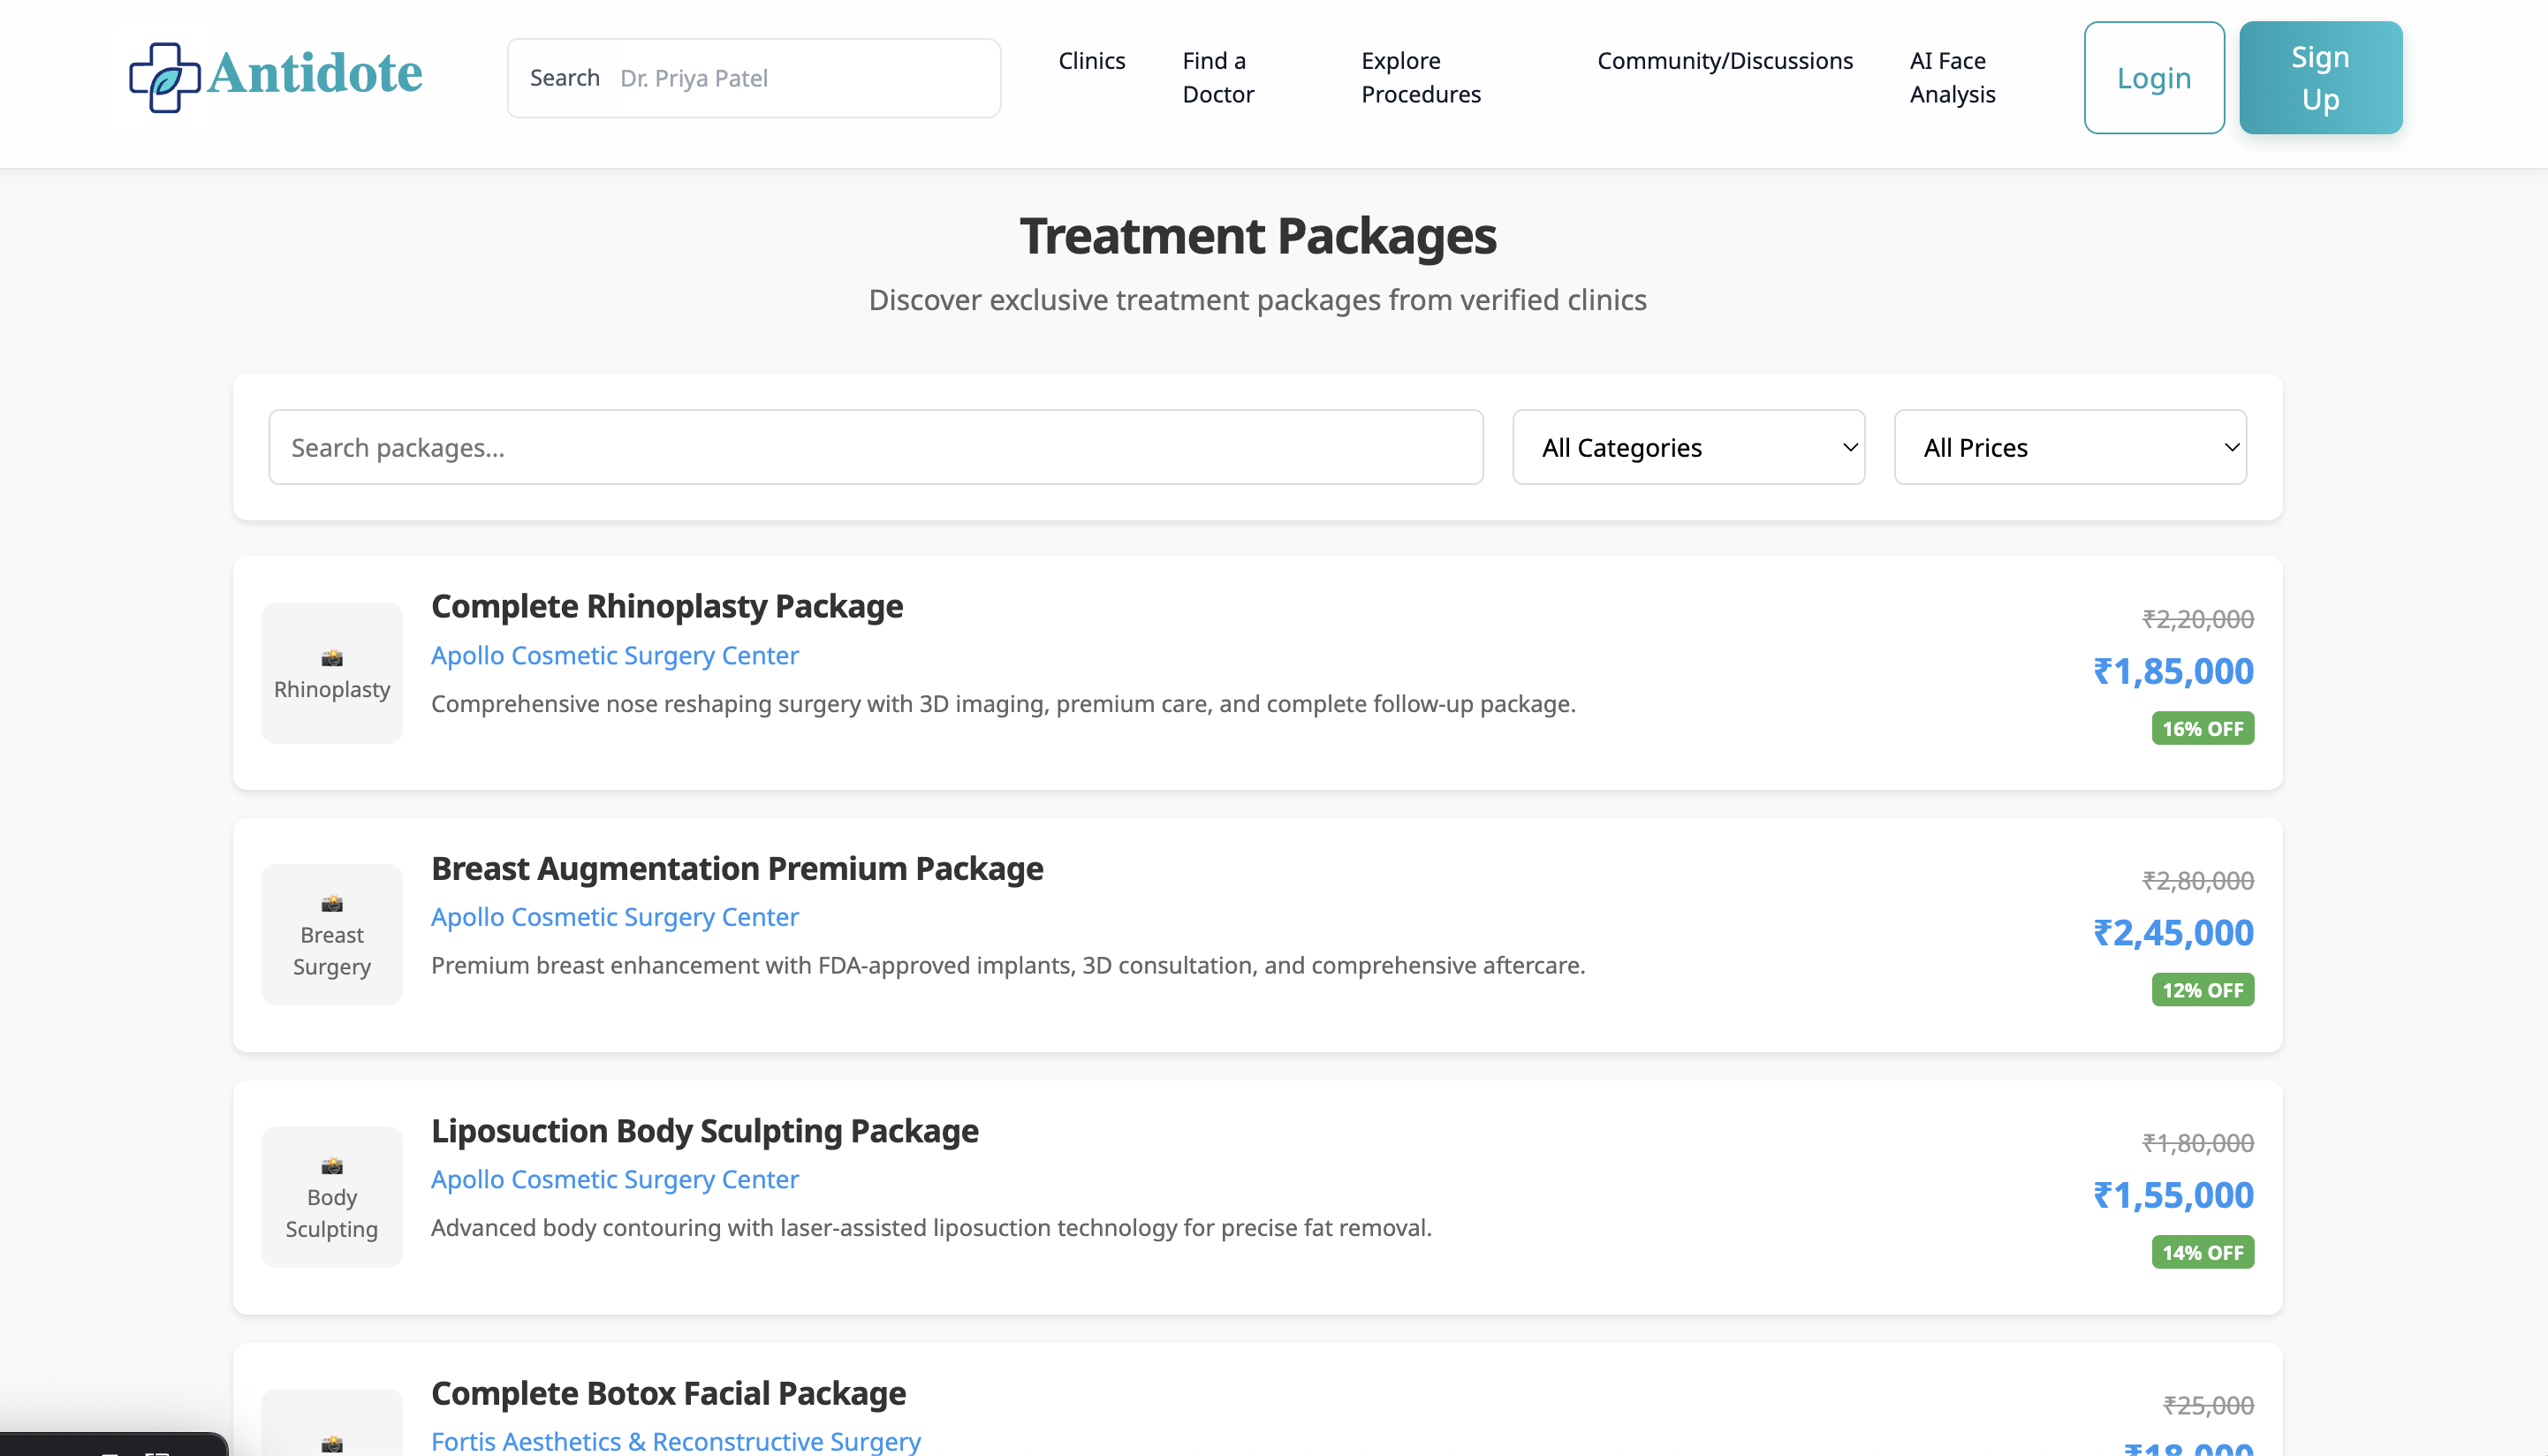 Antidote
Search Dr. Priya Patel
Clinics
Find a
Doctor
Explore
Procedures
Community/Discussions
AI Face
Analysis
Login
Sign
Up
Treatment Packages
Discover exclusive treatment packages from verified clinics
Search packages...
All Categories
All Prices
Rhinoplasty
Complete Rhinoplasty Package
Apollo Cosmetic Surgery Center
Comprehensive nose reshaping surgery with 3D imaging, premium care, and complete follow-up package.
₹2,20,000
₹1,85,000
16% OFF
Breast
Surgery
Breast Augmentation Premium Package
Apollo Cosmetic Surgery Center
Premium breast enhancement with FDA-approved implants, 3D consultation, and comprehensive aftercare.
₹2,80,000
₹2,45,000
12% OFF
Body
Sculpting
Liposuction Body Sculpting Package
Apollo Cosmetic Surgery Center
Advanced body contouring with laser-assisted liposuction technology for precise fat removal.
₹1,80,000
₹1,55,000
14% OFF
Complete Botox Facial Package
Fortis Aesthetics & Reconstructive Surgery
₹25,000
₹18,000